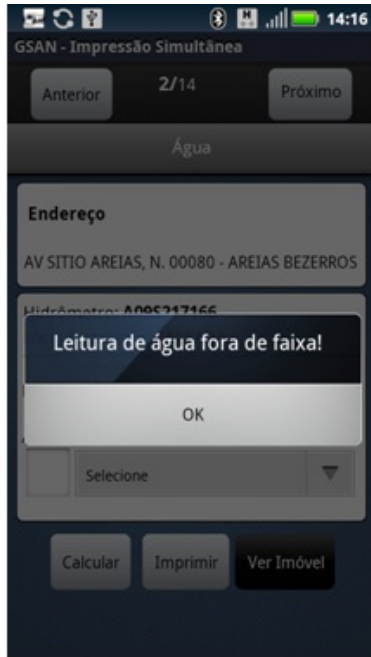 14:16
GSAN - Impressão Simultânea
Anterior
2/14
Próximo
Água
Endereço
AV SITIO AREIAS, N. 00080 - AREIAS BEZERROS
Hidrômetro: A09S217166
Leitura de água fora de faixa!
OK
Selecione
Calcular
Imprimir
Ver Imóvel